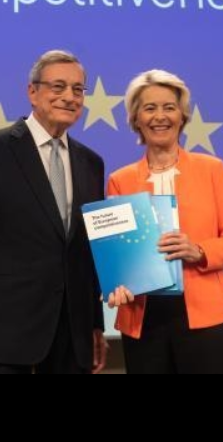 mpetitivene
The future
of European
competitiveness